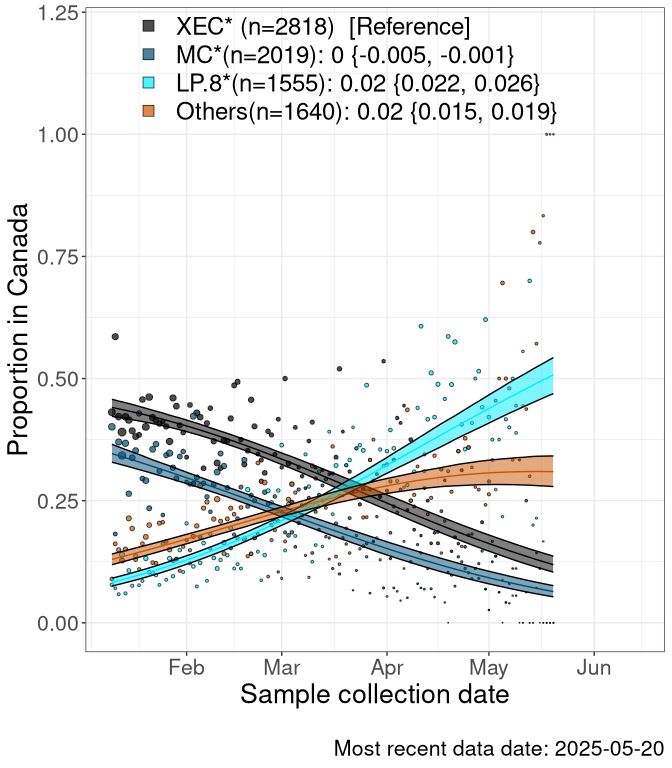 XEC* (n=2818)  [Reference]
MC*(n=2019): 0 {-0.005, -0.001}
LP.8*(n=1555): 0.02 {0.022, 0.026}
Others(n=1640): 0.02 {0.015, 0.019}
1.25
1.00
0.75
0.50
0.25
0.00
Proportion in Canada
Feb Mar Apr May Jun
Sample collection date
Most recent data date: 2025-05-20